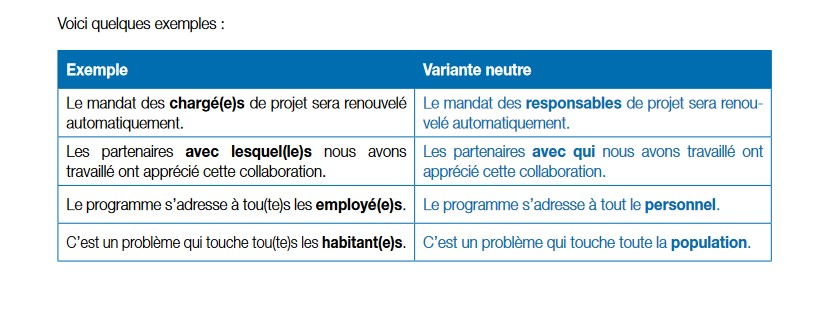 Voici quelques exemples :
Exemple
Variante neutre
Le mandat des chargé(e)s de projet sera renouvelé
automatiquement.
Le mandat des responsables de projet sera renou-
velé automatiquement.
Les partenaires avec lesquel(le)s nous avons
travaillé ont apprécié cette collaboration.
Les partenaires avec qui nous avons travaillé ont
apprécié cette collaboration.
Le programme s’adresse à tou(te)s les employé(e)s.
Le programme s’adresse à tout le personnel.
C’est un problème qui touche tou(te)s les habitant(e)s.
C’est un problème qui touche toute la population.